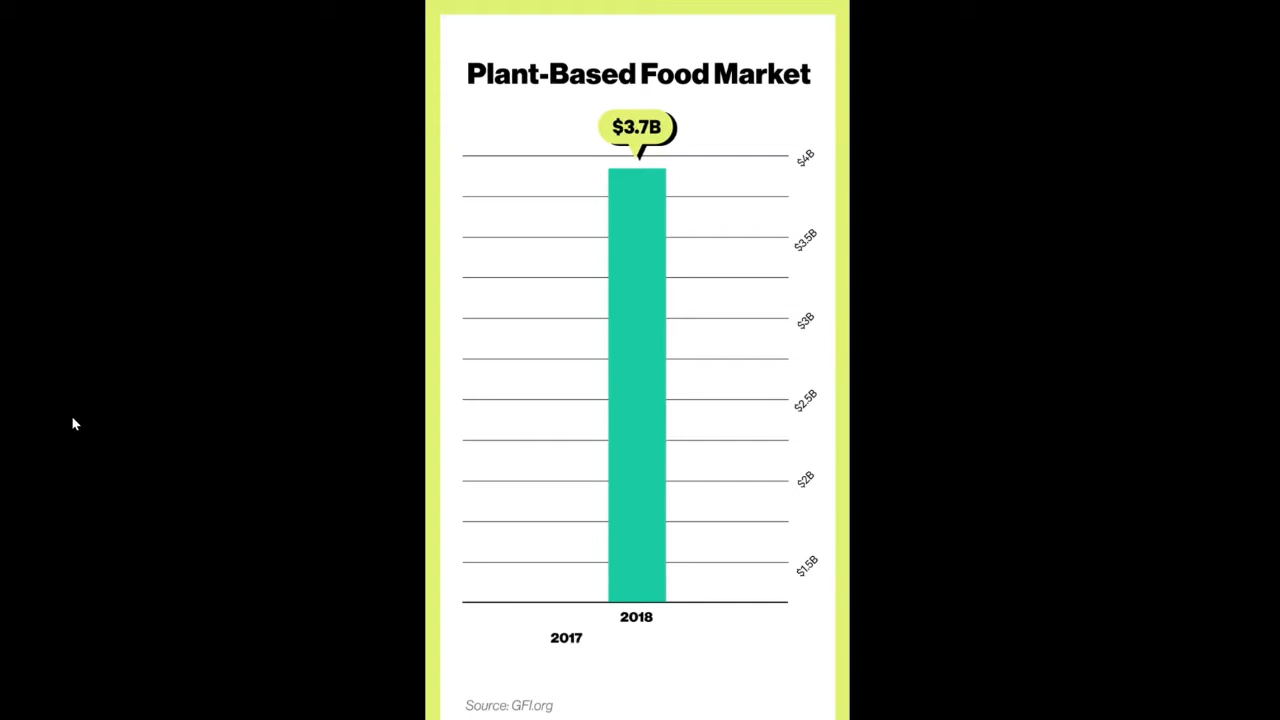 Plant-Based Food Market
$3.7B
$4B
$3.5B
$3B
$2.5B
$2B
$1.5B
2018
2017
Source: GFI.org